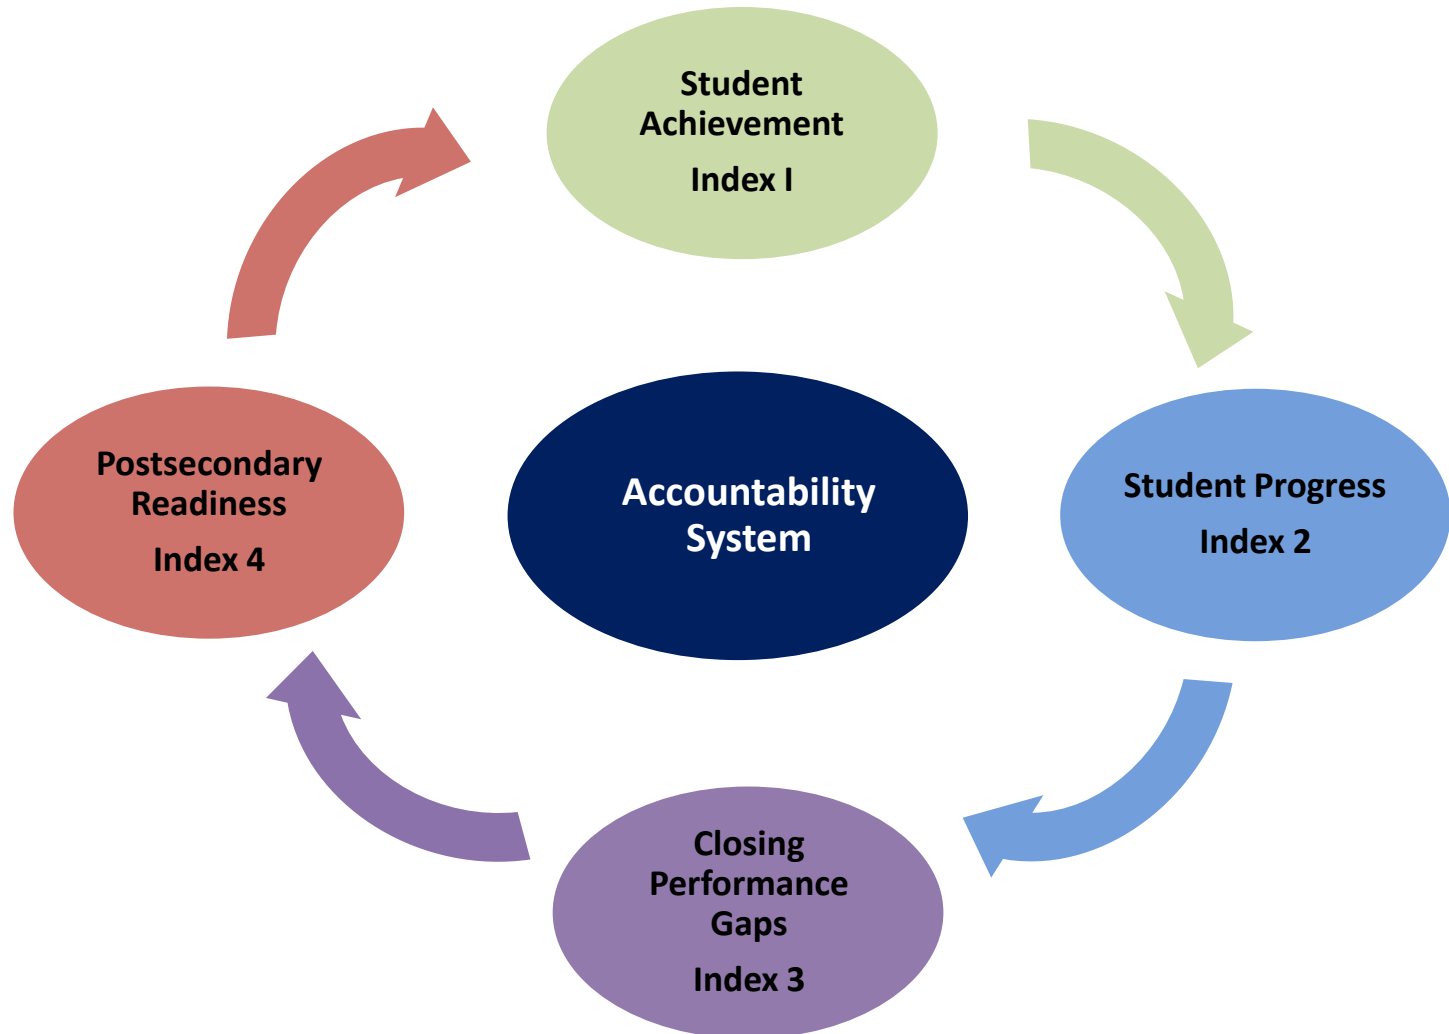 Student
Achievement
Index I
Postsecondary
Readiness
Index 4
Accountability
System
Student Progress
Index 2
Closing
Performance
Gaps
Index 3